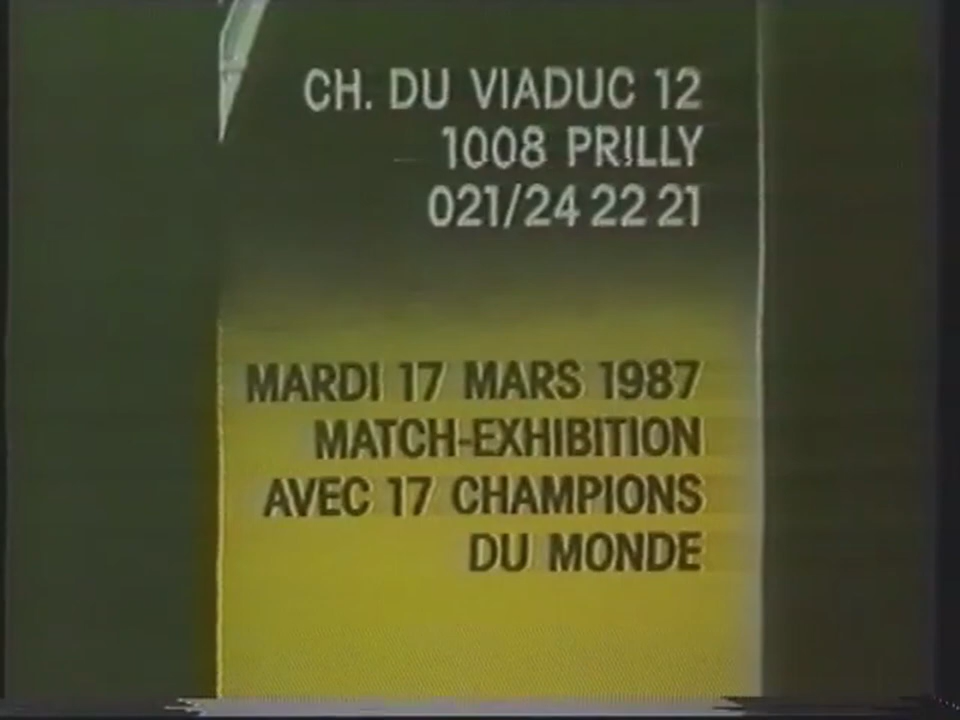 CH. DU VIADUC 12
1008 PRILLY
021/24 22 21
MARDI 17 MARS 1987
MATCH-EXHIBITION
AVEC 17 CHAMPIONS
DU MONDE